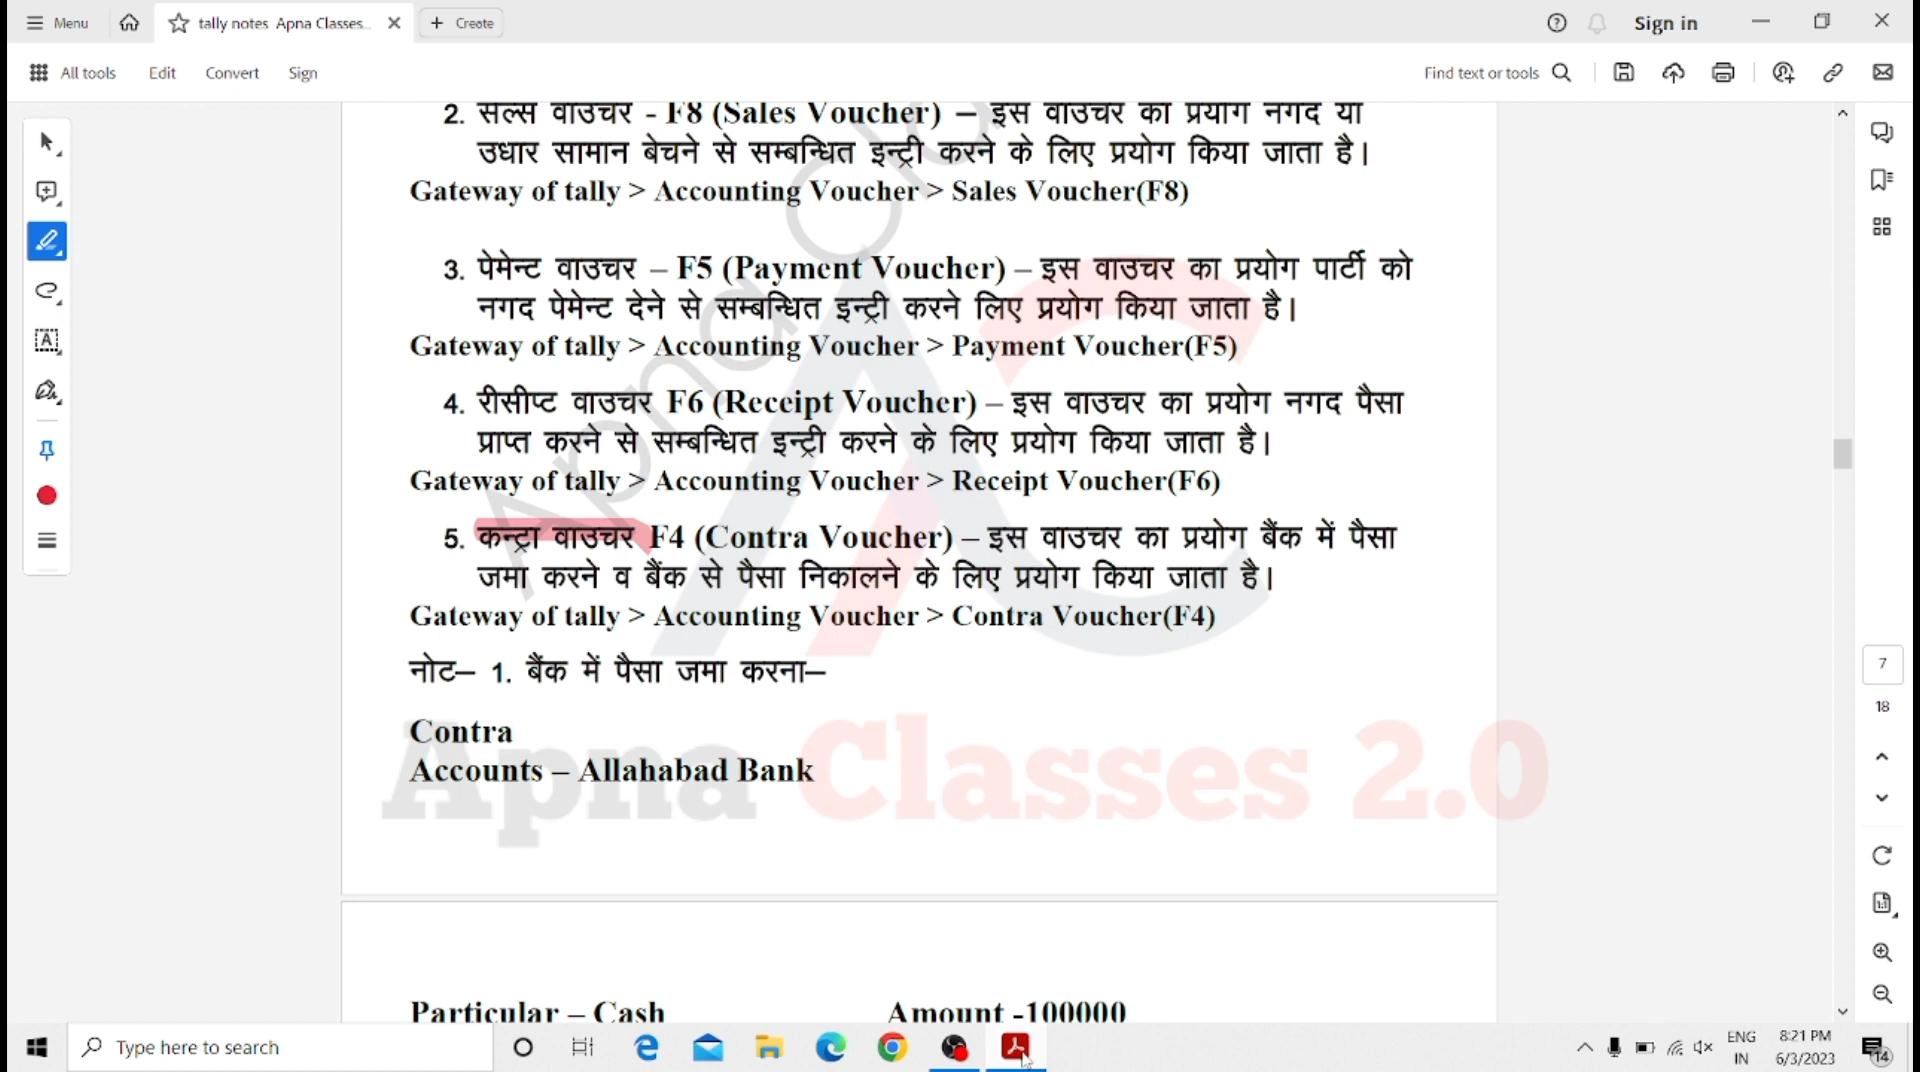 Menu
tally notes Apna Classes...
Create
Sign in
All tools
Edit
Convert
Sign
Find text or tools
2. सेल्स वाउचर - F8 (Sales Voucher) – इस वाउचर का प्रयोग नगद या
उधार सामान बेचने से सम्बन्धित इन्ट्री करने के लिए प्रयोग किया जाता है।
Gateway of tally > Accounting Voucher > Sales Voucher(F8)
3. पेमेन्ट वाउचर – F5 (Payment Voucher) – इस वाउचर का प्रयोग पार्टी को
नगद पेमेन्ट देने से सम्बन्धित इन्ट्री करने लिए प्रयोग किया जाता है।
Gateway of tally > Accounting Voucher > Payment Voucher(F5)
4. रीसीप्ट वाउचर F6 (Receipt Voucher) – इस वाउचर का प्रयोग नगद पैसा
प्राप्त करने से सम्बन्धित इन्ट्री करने के लिए प्रयोग किया जाता है।
Gateway of tally > Accounting Voucher > Receipt Voucher(F6)
5. कन्ट्रा वाउचर F4 (Contra Voucher) – इस वाउचर का प्रयोग बैंक में पैसा
जमा करने व बैंक से पैसा निकालने के लिए प्रयोग किया जाता है।
Gateway of tally > Accounting Voucher > Contra Voucher(F4)
नोट– 1. बैंक में पैसा जमा करना–
Contra
Accounts – Allahabad Bank
Apna Classes 2.0
Particular – Cash Amount -100000
7
18
Type here to search
ENG
IN
8:21 PM
6/3/2023
14